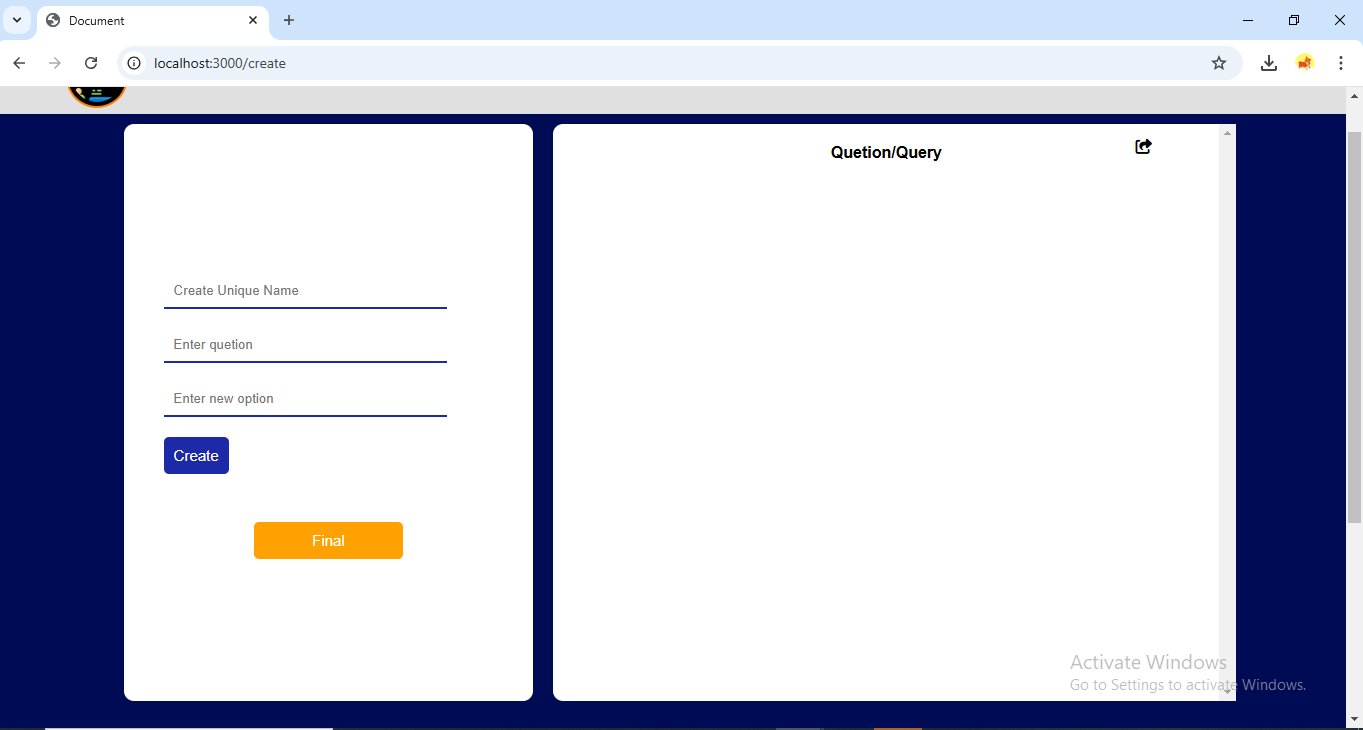 Document
localhost:3000/create
Quetion/Query
Create Unique Name
Enter quetion
Enter new option
Create
Final
Activate Windows
Go to Settings to activate Windows.